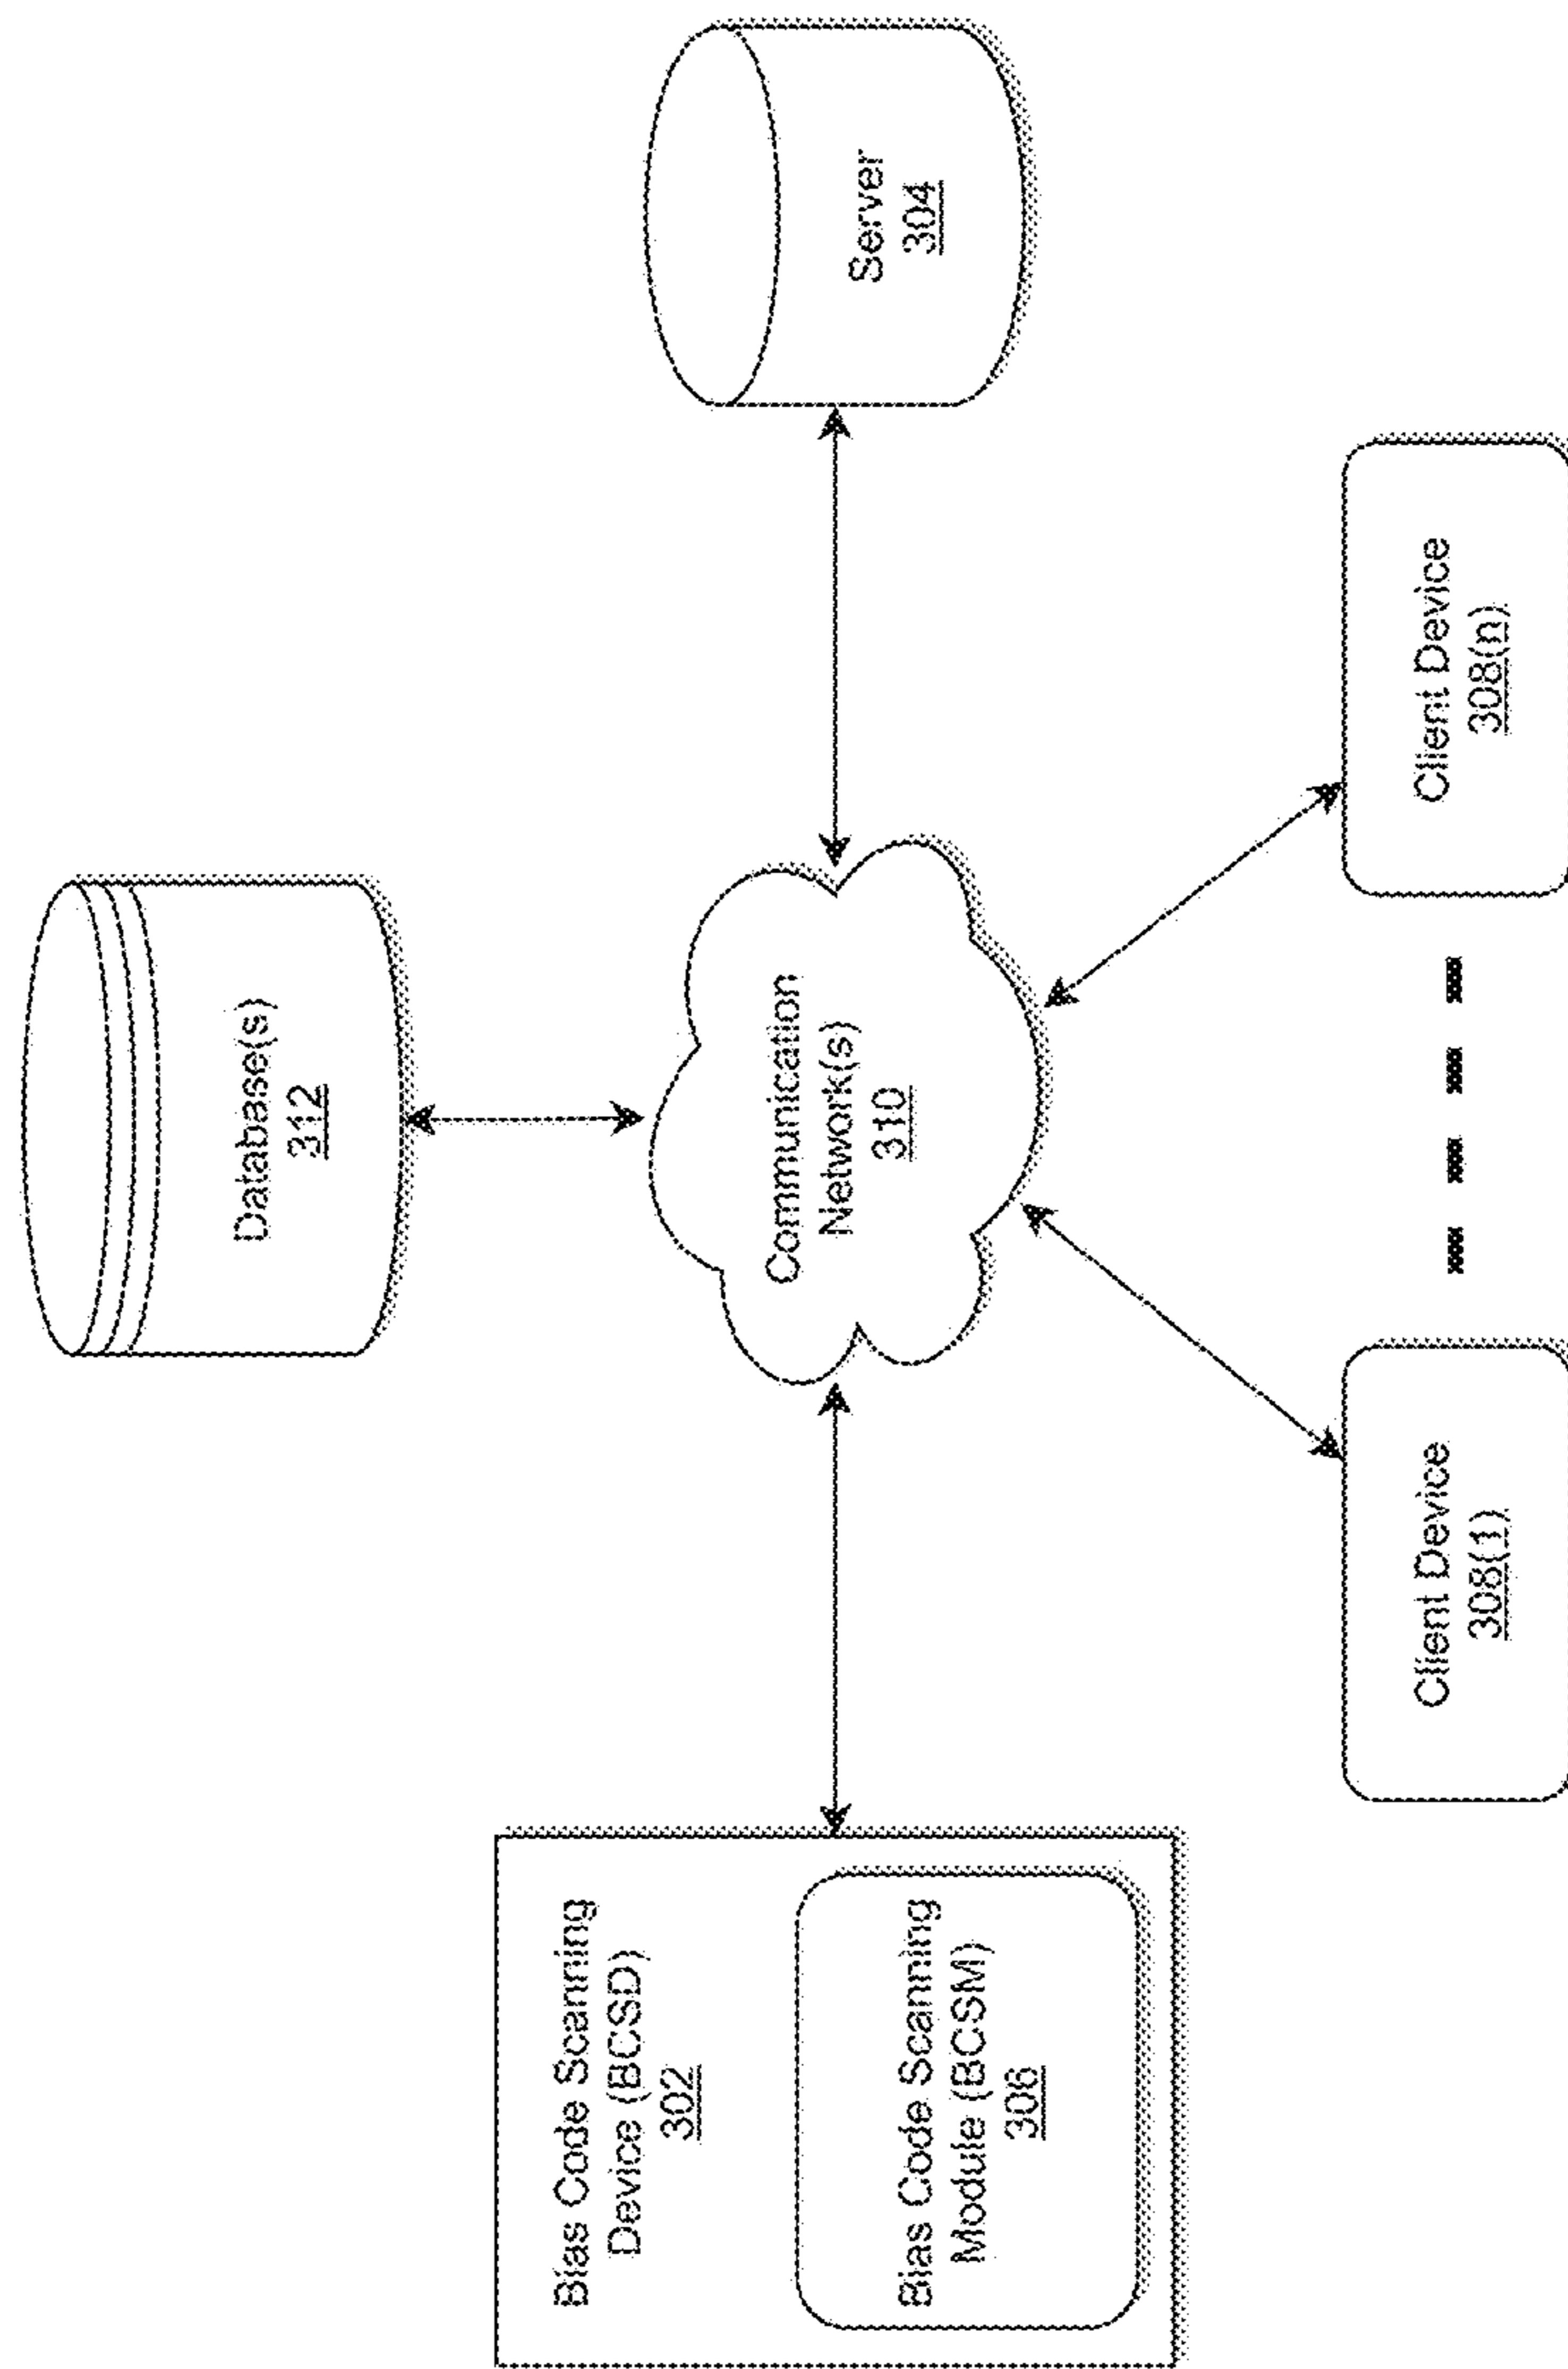 Database(s)
312
Bias Code Scanning
Device (BCSD)
302
Bias Code Scanning
Module (BCSM)
306
Communication
Network(s)
310
Server
304
Client Device
308(1)
Client Device
308(n)